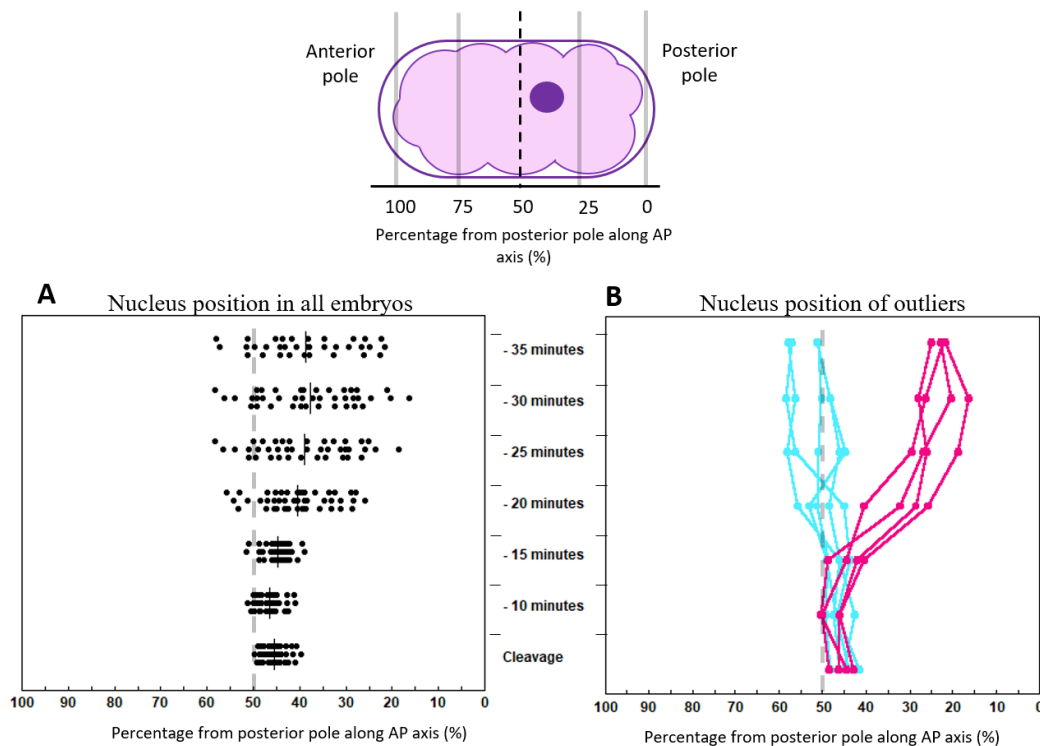 Anterior
pole
Posterior
pole
100 75 50 25 0
Percentage from posterior pole along AP
axis (%)
A
Nucleus position in all embryos
- 35 minutes
- 30 minutes
- 25 minutes
- 20 minutes
- 15 minutes
- 10 minutes
Cleavage
100 90 80 70 60 50 40 30 20 10 0
Percentage from posterior pole along AP axis (%)
B
Nucleus position of outliers
100 90 80 70 60 50 40 30 20 10 0
Percentage from posterior pole along AP axis (%)